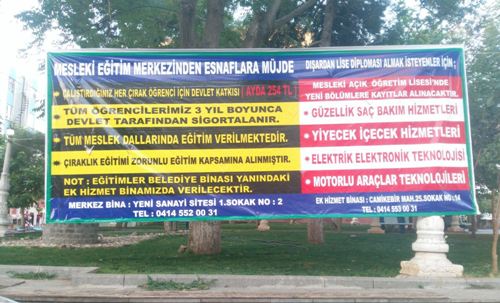 MESLEKİ EĞİTİM MERKEZİNDEN ESNAFLARA MÜJDE
ÇALIŞTIRDIĞINIZ HER ÇIRAK ÖĞRENCİ İÇİN DEVLET KATKISI (AYDA 254 TL)
TÜM ÖĞRENCİLERİMİZ 3 YIL BOYUNCA
DEVLET TARAFINDAN SİGORTALANIR.
TÜM MESLEK DALLARINDA EĞİTİM VERİLMEKTEDİR.
ÇIRAKLIK EĞİTİMİ ZORUNLU EĞİTİM KAPSAMINA ALINMIŞTIR.
NOT : EĞİTİMLER BELEDİYE BİNASI YANINDAKİ
EK HİZMET BİNAMIZDA VERİLECEKTİR.
MERKEZ BİNA : YENİ SANAYİ SİTESİ 1.SOKAK NO : 2
TEL : 0414 552 00 31
DIŞARDAN LİSE DİPLOMASI ALMAK İSTEYENLER İÇİN ;
MESLEKİ AÇIK ÖĞRETİM LİSESİ'NDE
YENİ BÖLÜMLERE KAYITLAR ALINACAKTIR.
GÜZELLİK SAÇ BAKIM HİZMETLERİ
YİYECEK İÇECEK HİZMETLERİ
ELEKTRİK ELEKTRONİK TEKNOLOJİSİ
MOTORLU ARAÇLAR TEKNOLOJİLERİ
EK HİZMET BİNASI: CAMİKEBİR MAH.25.SOKAK NO:14
TEL : 0414 553 00 31